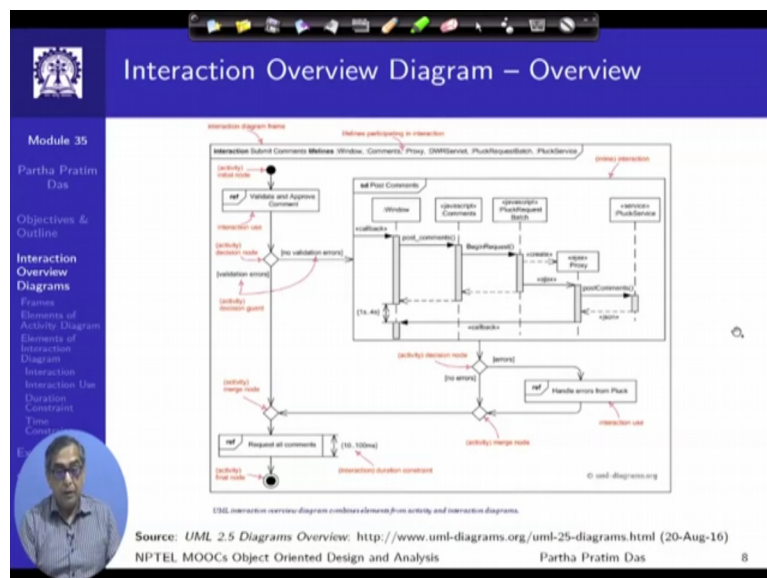 Interaction Overview Diagram – Overview
Module 35
Partha Pratim
Das
Objectives &
Outline
Interaction
Overview
Diagrams
Frames
Elements of
Activity Diagram
Elements of
Interaction
Diagram
Interaction
Interaction Use
Duration
Constraint
Time
interaction diagram frame
lifelines participating in interaction
interaction Submit Comments lifelines :Window, :Comments, :Proxy, :DWRServlet, :PluckRequestBatch, :PluckService
(inline) interaction
(activity)
initial node
ref Validate and Approve
Comment
interaction use
(activity)
decision node
[no validation errors]
[validation errors]
(activity)
decision guard
sd Post Comments
:Window
«javascript»
:Comments
«javascript»
:PluckRequest
Batch
«service»
:PluckService
«callback»
post_comments()
BeginRequest()
«create»
«ajax»
:Proxy
«ajax»
postComments()
«json»
«callback»
(activity) decision node
[errors]
[no errors]
ref Handle errors from Pluck
interaction use
(activity)
merge node
(activity) merge node
ref Request all comments
{10..100ms}
(interaction) duration constraint
(activity)
final node
© uml-diagrams.org
UML interaction overview diagram combines elements from activity and interaction diagrams.
Source: UML 2.5 Diagrams Overview: http://www.uml-diagrams.org/uml-25-diagrams.html (20-Aug-16)
NPTEL MOOCs Object Oriented Design and Analysis Partha Pratim Das 8